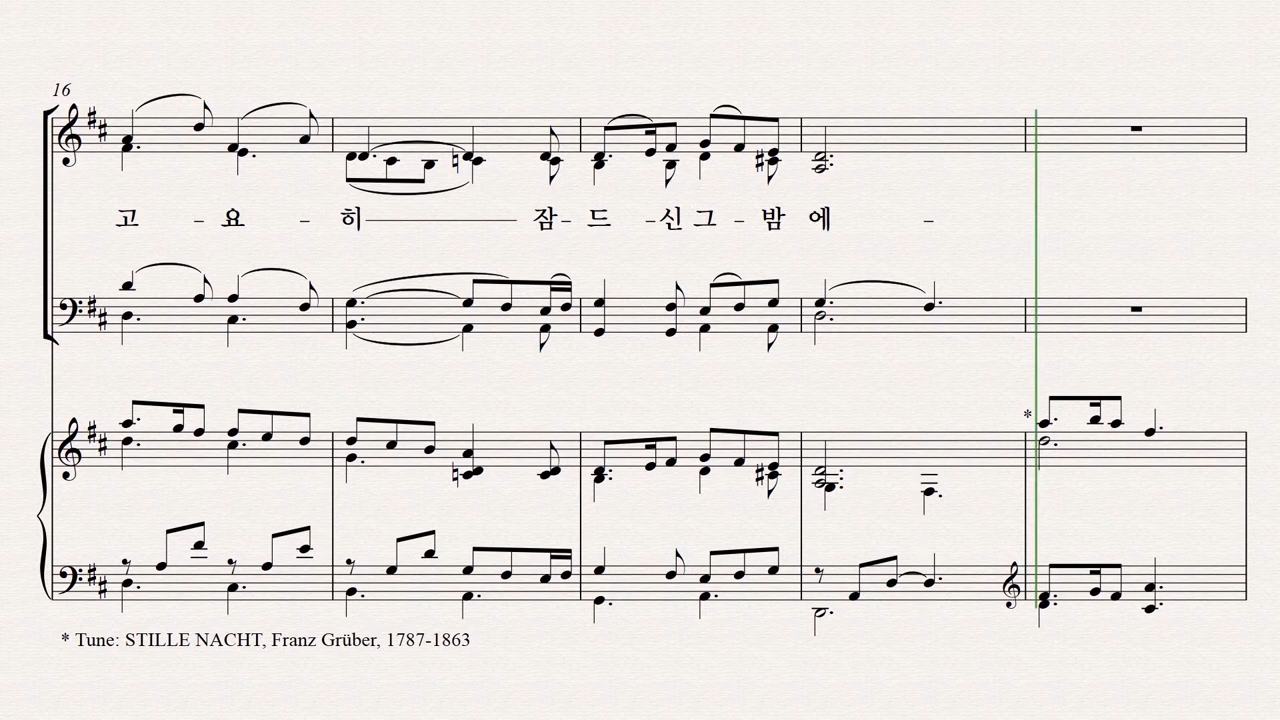 16
고 - 요 - 히 잠 - 드 - 신 그 - 밤 에 -
*
* Tune: STILLE NACHT, Franz Grüber, 1787-1863